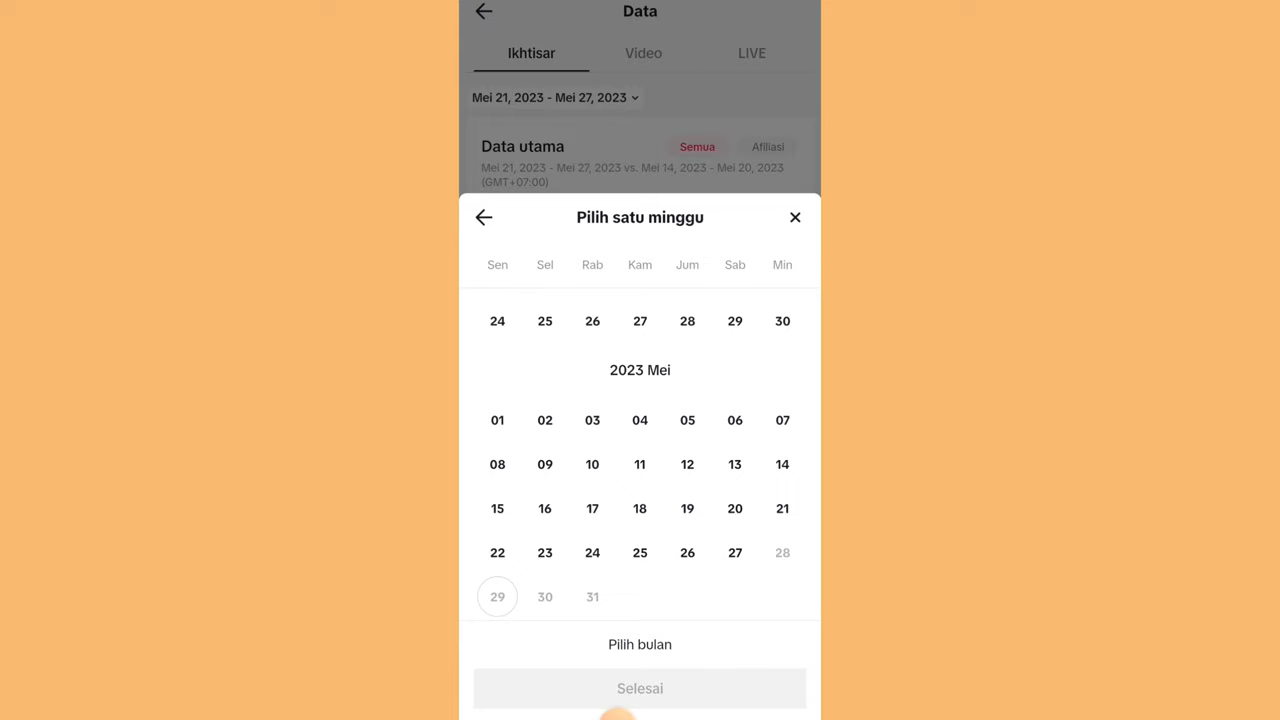 Data
Ikhtisar Video LIVE
Mei 21, 2023 - Mei 27, 2023
Data utama Semua Afiliasi
Mei 21, 2023 - Mei 27, 2023 vs. Mei 14, 2023 - Mei 20, 2023
(GMT+07:00)
Pilih satu minggu
Sen Sel Rab Kam Jum Sab Min
24 25 26 27 28 29 30
2023 Mei
01 02 03 04 05 06 07
08 09 10 11 12 13 14
15 16 17 18 19 20 21
22 23 24 25 26 27 28
29 30 31
Pilih bulan
Selesai